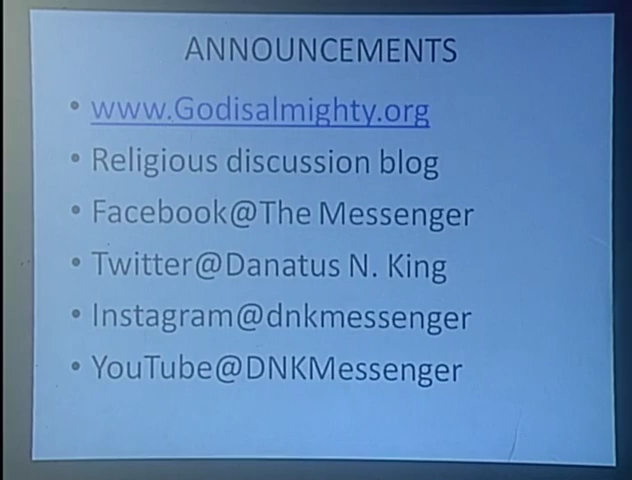 ANNOUNCEMENTS
• www.Godisalmighty.org
• Religious discussion blog
• Facebook@The Messenger
• Twitter@Danatus N. King
• Instagram@dnkmessenger
• YouTube@DNKMessenger